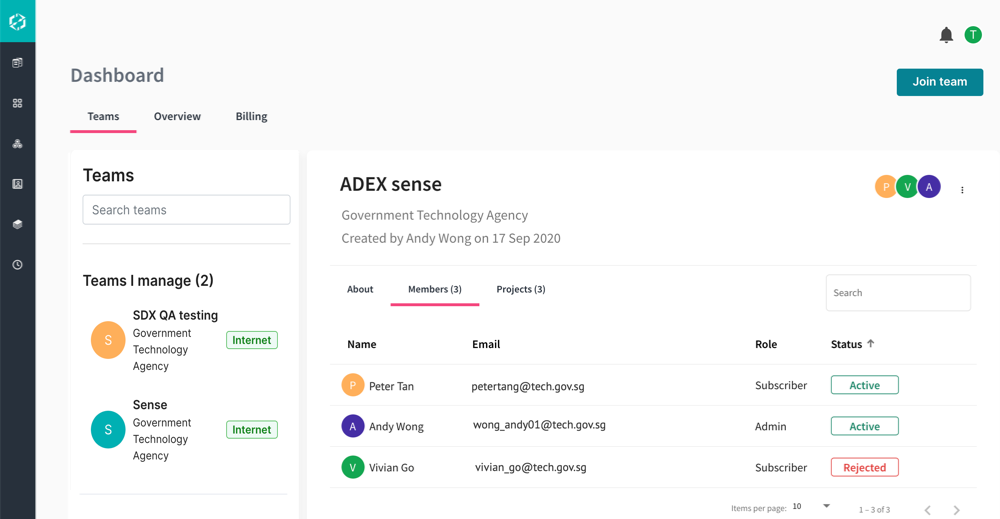 T
Dashboard
Join team
Teams Overview Billing
Teams
Search teams
Teams I manage (2)
S
SDX QA testing
Government
Technology
Agency
Internet
S
Sense
Government
Technology
Agency
Internet
ADEX sense
P V A
Government Technology Agency
Created by Andy Wong on 17 Sep 2020
About Members (3) Projects (3)
Search
Name Email Role Status
P Peter Tan petertang@tech.gov.sg Subscriber Active
A Andy Wong wong_andy01@tech.gov.sg Admin Active
V Vivian Go vivian_go@tech.gov.sg Subscriber Rejected
Items per page: 10 1 – 3 of 3